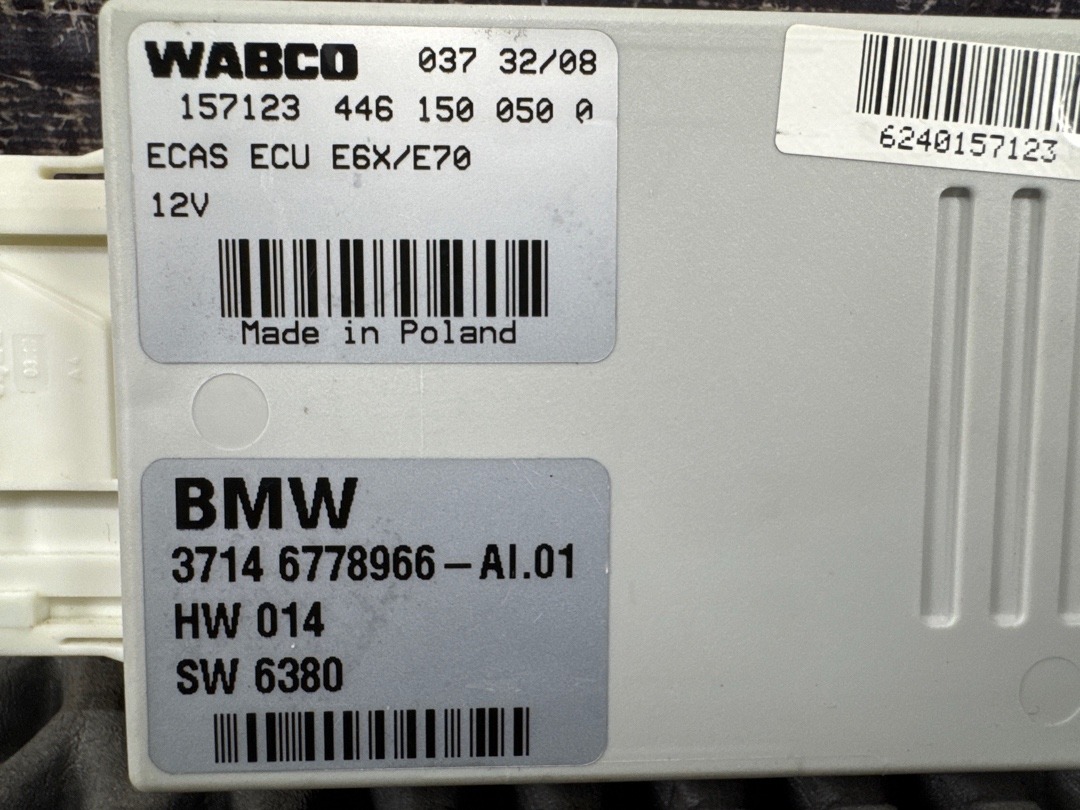 WABCO 037 32/08
157123 446 150 050 0
ECAS ECU E6X/E70
12V
Made in Poland
6240157123
BMW
3714 6778966 – AI.01
HW 014
SW 6380